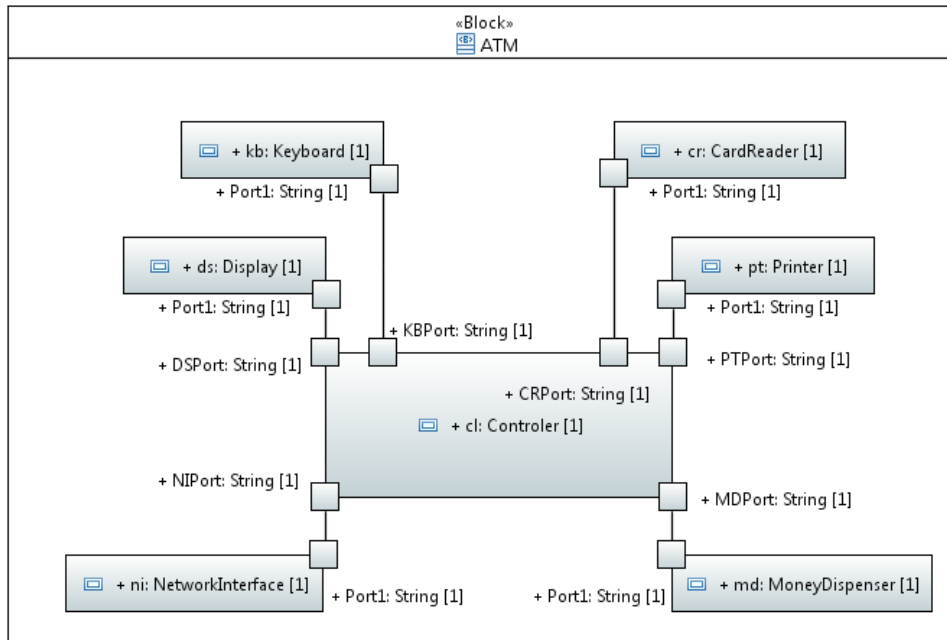 «Block»
ATM
+ kb: Keyboard [1]
+ cr: CardReader [1]
+ Port1: String [1]
+ Port1: String [1]
+ ds: Display [1]
+ pt: Printer [1]
+ Port1: String [1]
+ Port1: String [1]
+ KBPort: String [1]
+ DSPort: String [1]
+ PTPort: String [1]
+ CRPort: String [1]
+ cl: Controler [1]
+ NIPort: String [1]
+ MDPort: String [1]
+ ni: NetworkInterface [1]
+ md: MoneyDispenser [1]
+ Port1: String [1]
+ Port1: String [1]